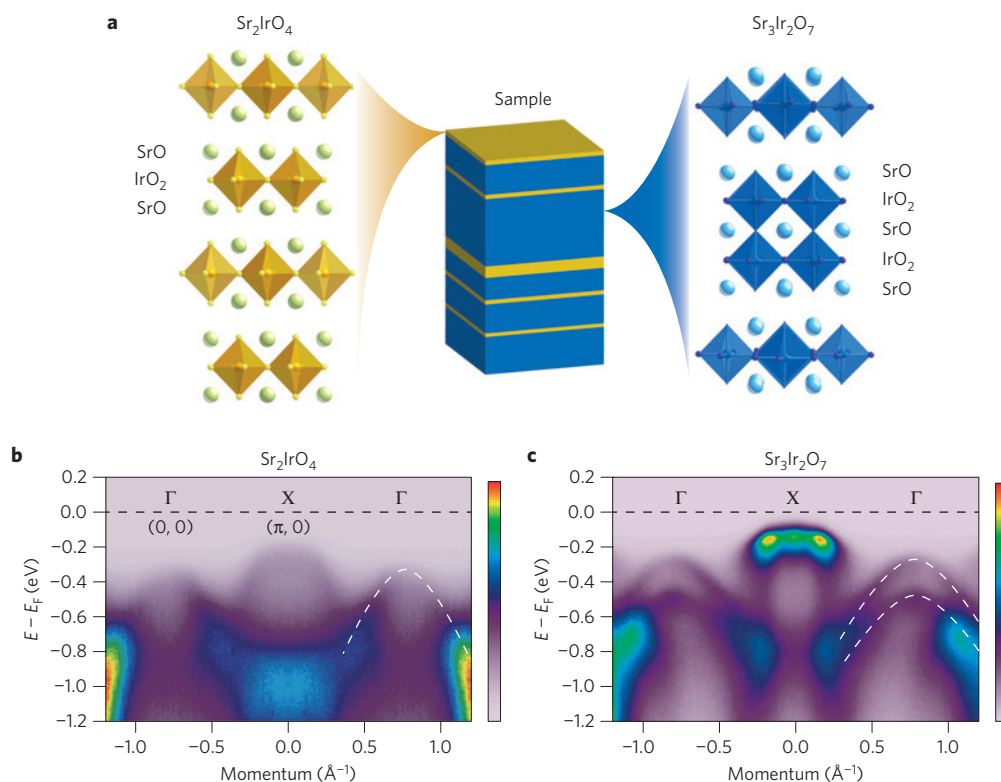 a
Sr₂IrO₄
Sr₃Ir₂O₇
Sample
SrO
IrO₂
SrO
SrO
IrO₂
SrO
IrO₂
SrO
b
Sr₂IrO₄
0.2
0.0
−0.2
−0.4
−0.6
−0.8
−1.0
−1.2
E − E_F (eV)
Γ X Γ
(0, 0) (π, 0)
−1.0 −0.5 0.0 0.5 1.0
Momentum (Å⁻¹)
c
Sr₃Ir₂O₇
0.2
0.0
−0.2
−0.4
−0.6
−0.8
−1.0
−1.2
E − E_F (eV)
Γ X Γ
−1.0 −0.5 0.0 0.5 1.0
Momentum (Å⁻¹)